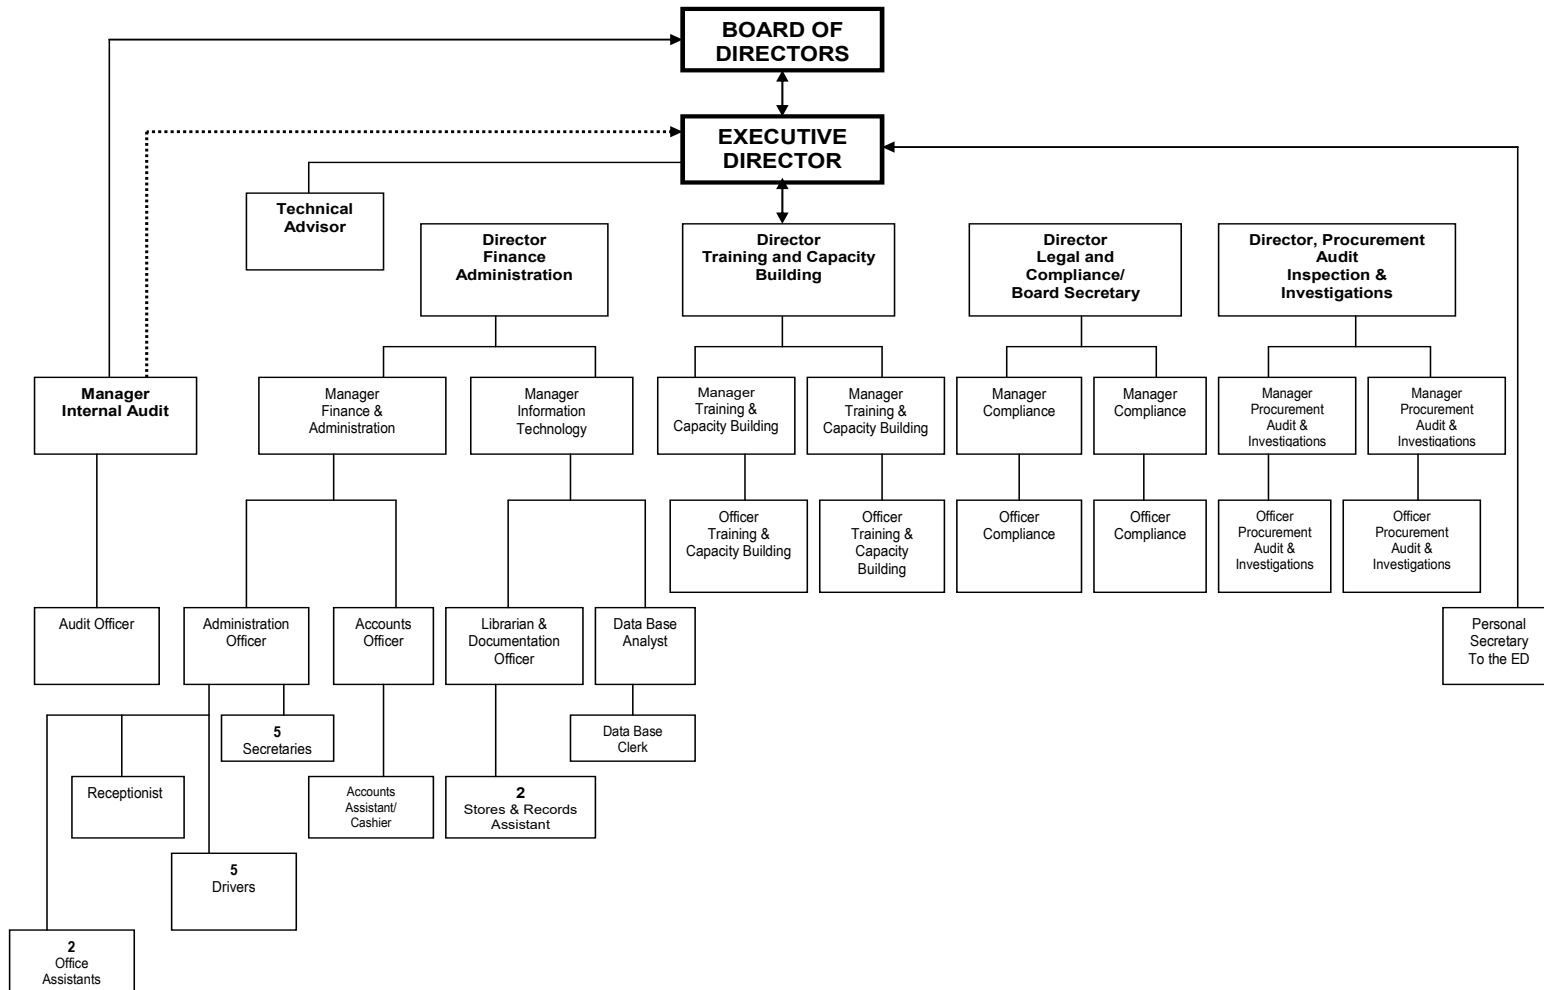 BOARD OF
DIRECTORS
EXECUTIVE
DIRECTOR
Technical
Advisor
Director
Finance
Administration
Director
Training and Capacity
Building
Director
Legal and
Compliance/
Board Secretary
Director, Procurement
Audit
Inspection &
Investigations
Manager
Internal Audit
Manager
Finance &
Administration
Manager
Information
Technology
Manager
Training &
Capacity Building
Manager
Training &
Capacity Building
Manager
Compliance
Manager
Compliance
Manager
Procurement
Audit &
Investigations
Manager
Procurement
Audit &
Investigations
Officer
Training &
Capacity Building
Officer
Training &
Capacity
Building
Officer
Compliance
Officer
Compliance
Officer
Procurement
Audit &
Investigations
Officer
Procurement
Audit &
Investigations
Audit Officer
Administration
Officer
Accounts
Officer
Librarian &
Documentation
Officer
Data Base
Analyst
Personal
Secretary
To the ED
5
Secretaries
Data Base
Clerk
Receptionist
Accounts
Assistant/
Cashier
2
Stores & Records
Assistant
5
Drivers
2
Office
Assistants